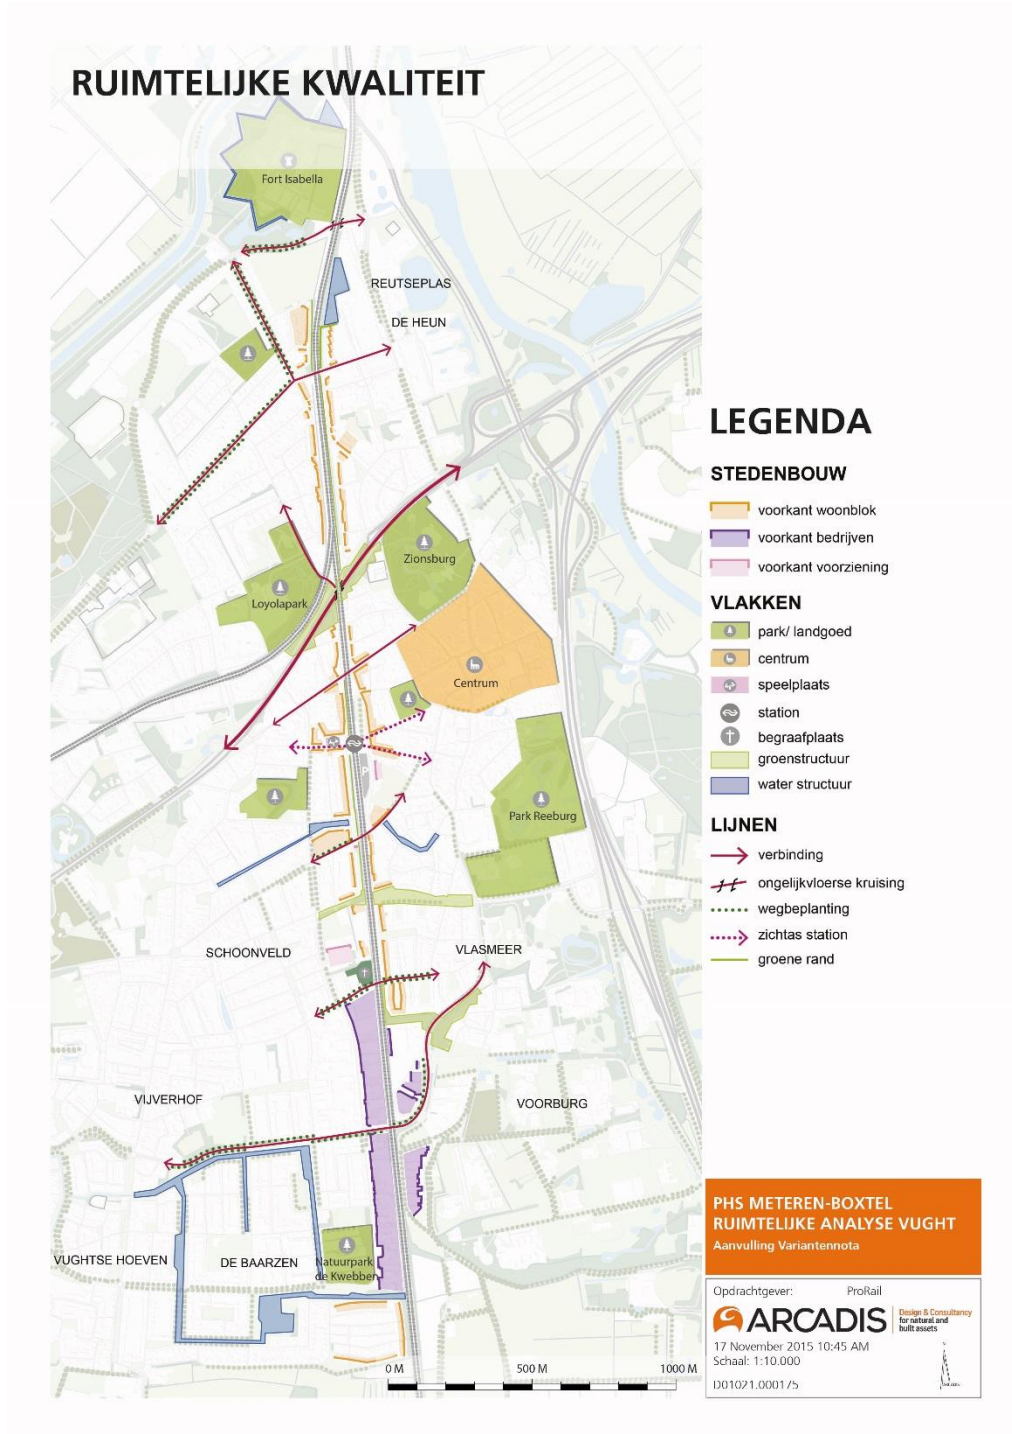 RUIMTELIJKE KWALITEIT
Fort Isabella
REUTSEPLAS
DE HEUN
Zionsburg
Loyolapark
Centrum
P
Park Reeburg
SCHOONVELD
VLASMEER
VIJVERHOF
VOORBURG
VUGHTSE HOEVEN
DE BAARZEN
Natuurpark
de Kwebben
0 M
500 M
1000 M
LEGENDA
STEDENBOUW
voorkant woonblok
voorkant bedrijven
voorkant voorziening
VLAKKEN
park/ landgoed
centrum
speelplaats
station
begraafplaats
groenstructuur
water structuur
LIJNEN
verbinding
ongelijkvloerse kruising
wegbeplanting
zichtas station
groene rand
PHS METEREN-BOXTEL
RUIMTELIJKE ANALYSE VUGHT
Aanvulling Variantennota
Opdrachtgever: ProRail
ARCADIS
Design & Consultancy
for natural and
built assets
17 November 2015 10:45 AM
Schaal: 1:10.000
D01021.000175